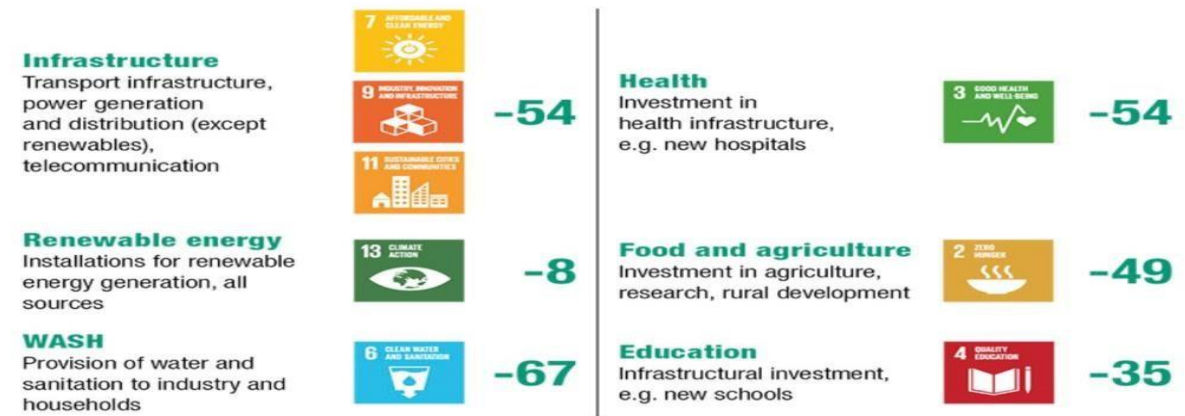 Infrastructure
Transport infrastructure,
power generation
and distribution (except
renewables),
telecommunication
7 AFFORDABLE AND
CLEAN ENERGY
9 INDUSTRY, INNOVATION
AND INFRASTRUCTURE
11 SUSTAINABLE CITIES
AND COMMUNITIES
-54
Renewable energy
Installations for renewable
energy generation, all
sources
13 CLIMATE
ACTION
-8
WASH
Provision of water and
sanitation to industry and
households
6 CLEAN WATER
AND SANITATION
-67
Health
Investment in
health infrastructure,
e.g. new hospitals
3 GOOD HEALTH
AND WELL-BEING
-54
Food and agriculture
Investment in agriculture,
research, rural development
2 ZERO
HUNGER
-49
Education
Infrastructural investment,
e.g. new schools
4 QUALITY
EDUCATION
-35